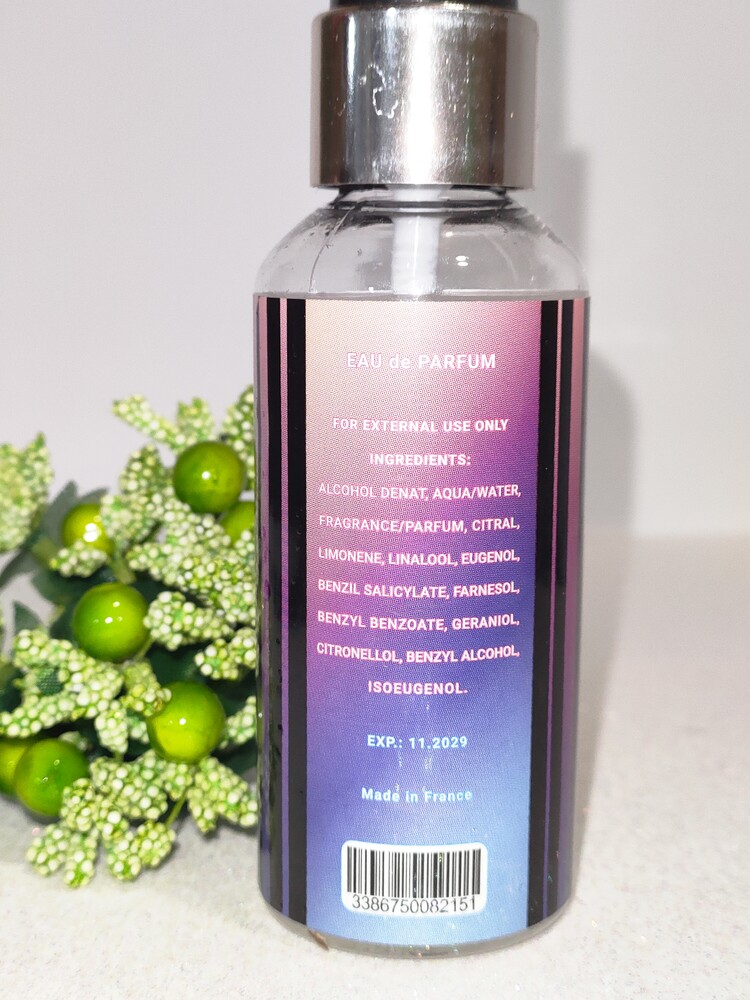 EAU de PARFUM
FOR EXTERNAL USE ONLY
INGREDIENTS:
ALCOHOL DENAT, AQUA/WATER,
FRAGRANCE/PARFUM, CITRAL,
LIMONENE, LINALOOL, EUGENOL,
BENZIL SALICYLATE, FARNESOL,
BENZYL BENZOATE, GERANIOL,
CITRONELLOL, BENZYL ALCOHOL,
ISOEUGENOL.
EXP.: 11.2029
Made in France
3386750082151